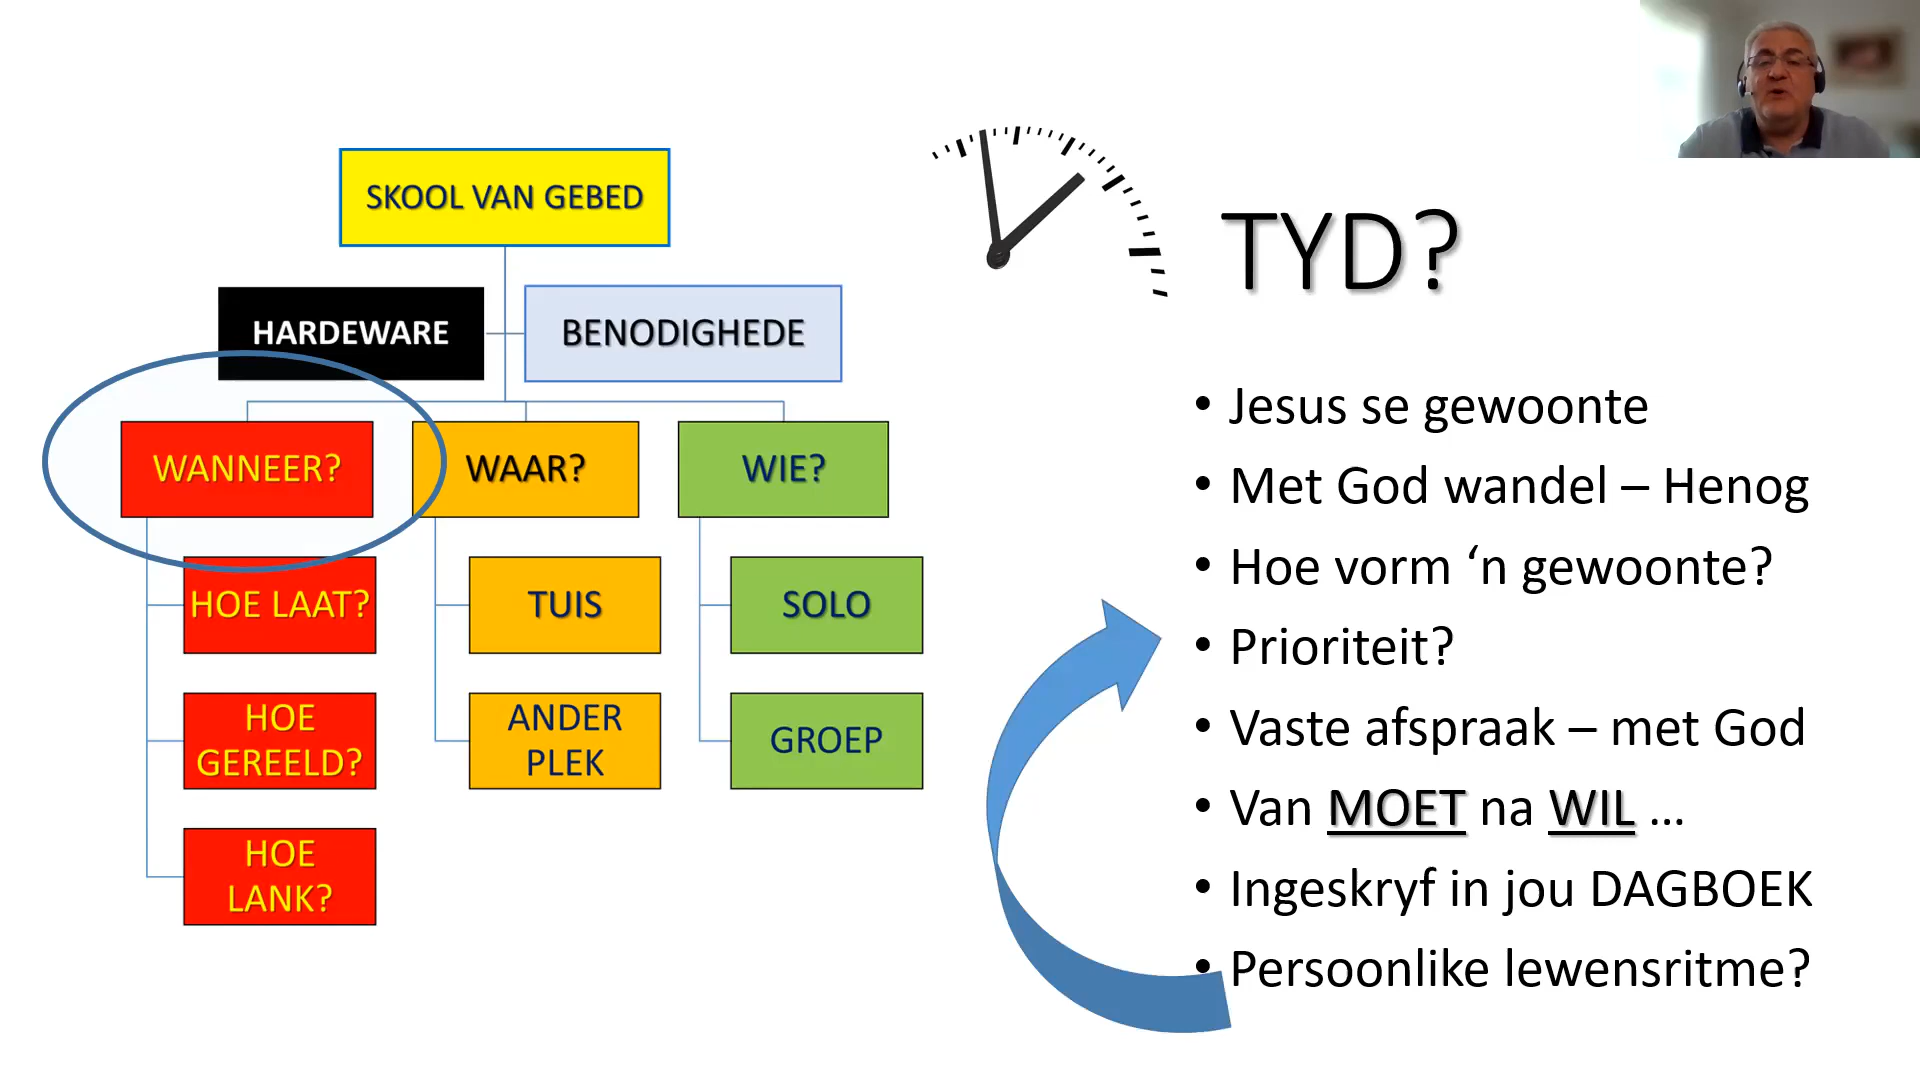 SKOOL VAN GEBED
HARDEWARE
BENODIGHEDE
WANNEER?
HOE LAAT?
HOE
GEREELD?
HOE
LANK?
WAAR?
TUIS
ANDER
PLEK
WIE?
SOLO
GROEP
TYD?
• Jesus se gewoonte
• Met God wandel – Henog
• Hoe vorm ‘n gewoonte?
• Prioriteit?
• Vaste afspraak – met God
• Van MOET na WIL ...
• Ingeskryf in jou DAGBOEK
• Persoonlike lewensritme?